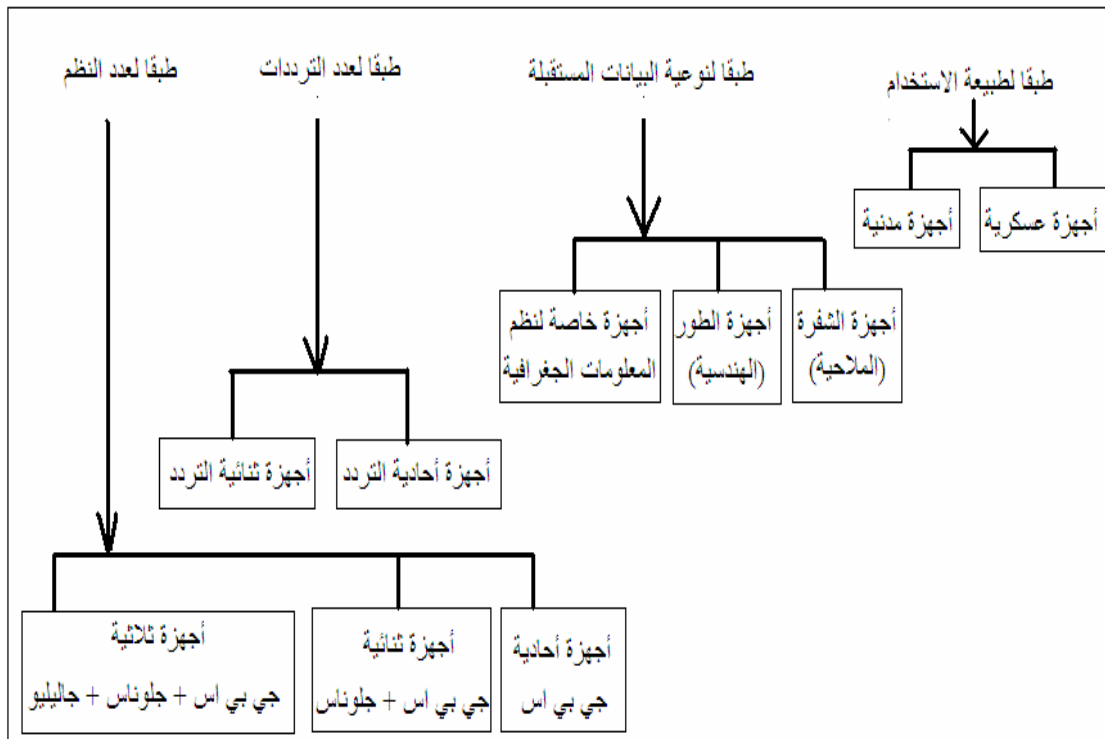 طبقا لطبيعة الاستخدام
أجهزة عسكرية
أجهزة مدنية
طبقا لنوعية البيانات المستقبلة
أجهزة الشفرة
(الملاحية)
أجهزة الطور
(الهندسية)
أجهزة خاصة لنظم
المعلومات الجغرافية
طبقا لعدد الترددات
أجهزة أحادية التردد
أجهزة ثنائية التردد
طبقا لعدد النظم
أجهزة أحادية
جي بي اس
أجهزة ثنائية
جي بي اس + جلوناس
أجهزة ثلاثية
جي بي اس + جلوناس + جاليليو